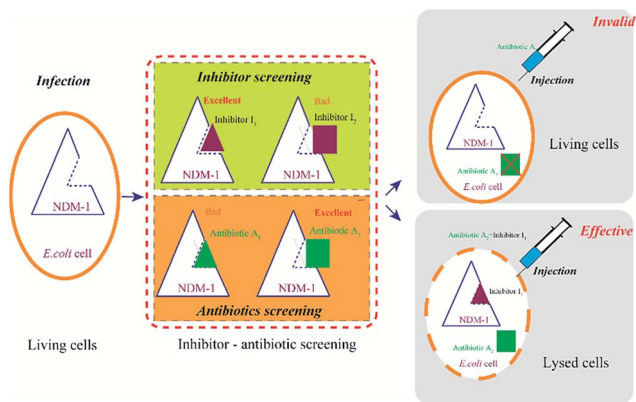 Infection
NDM-1
E.coli cell
Living cells
Inhibitor screening
Excellent
Inhibitor I1
NDM-1
Bad
Inhibitor I2
NDM-1
Bad
Antibiotic A1
NDM-1
Excellent
Antibiotic A2
NDM-1
Antibiotics screening
Inhibitor - antibiotic screening
Invalid
Antibiotic A
Injection
NDM-1
Antibiotic A
E.coli cell
Living cells
Effective
Antibiotic A2+Inhibitor I1
Injection
Inhibitor I1
NDM-1
Antibiotic A2
E.coli cell
Lysed cells